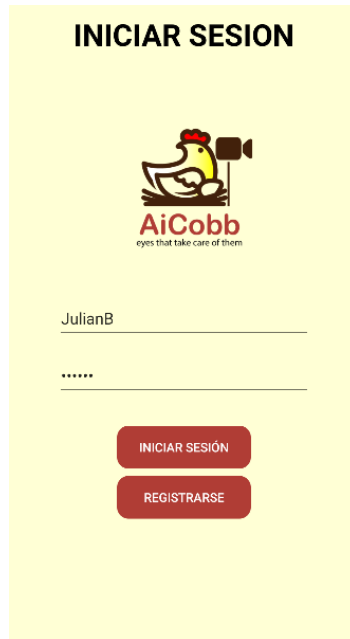 INICIAR SESION
AiCobb
eyes that take care of them
JulianB
••••••
INICIAR SESIÓN
REGISTRARSE